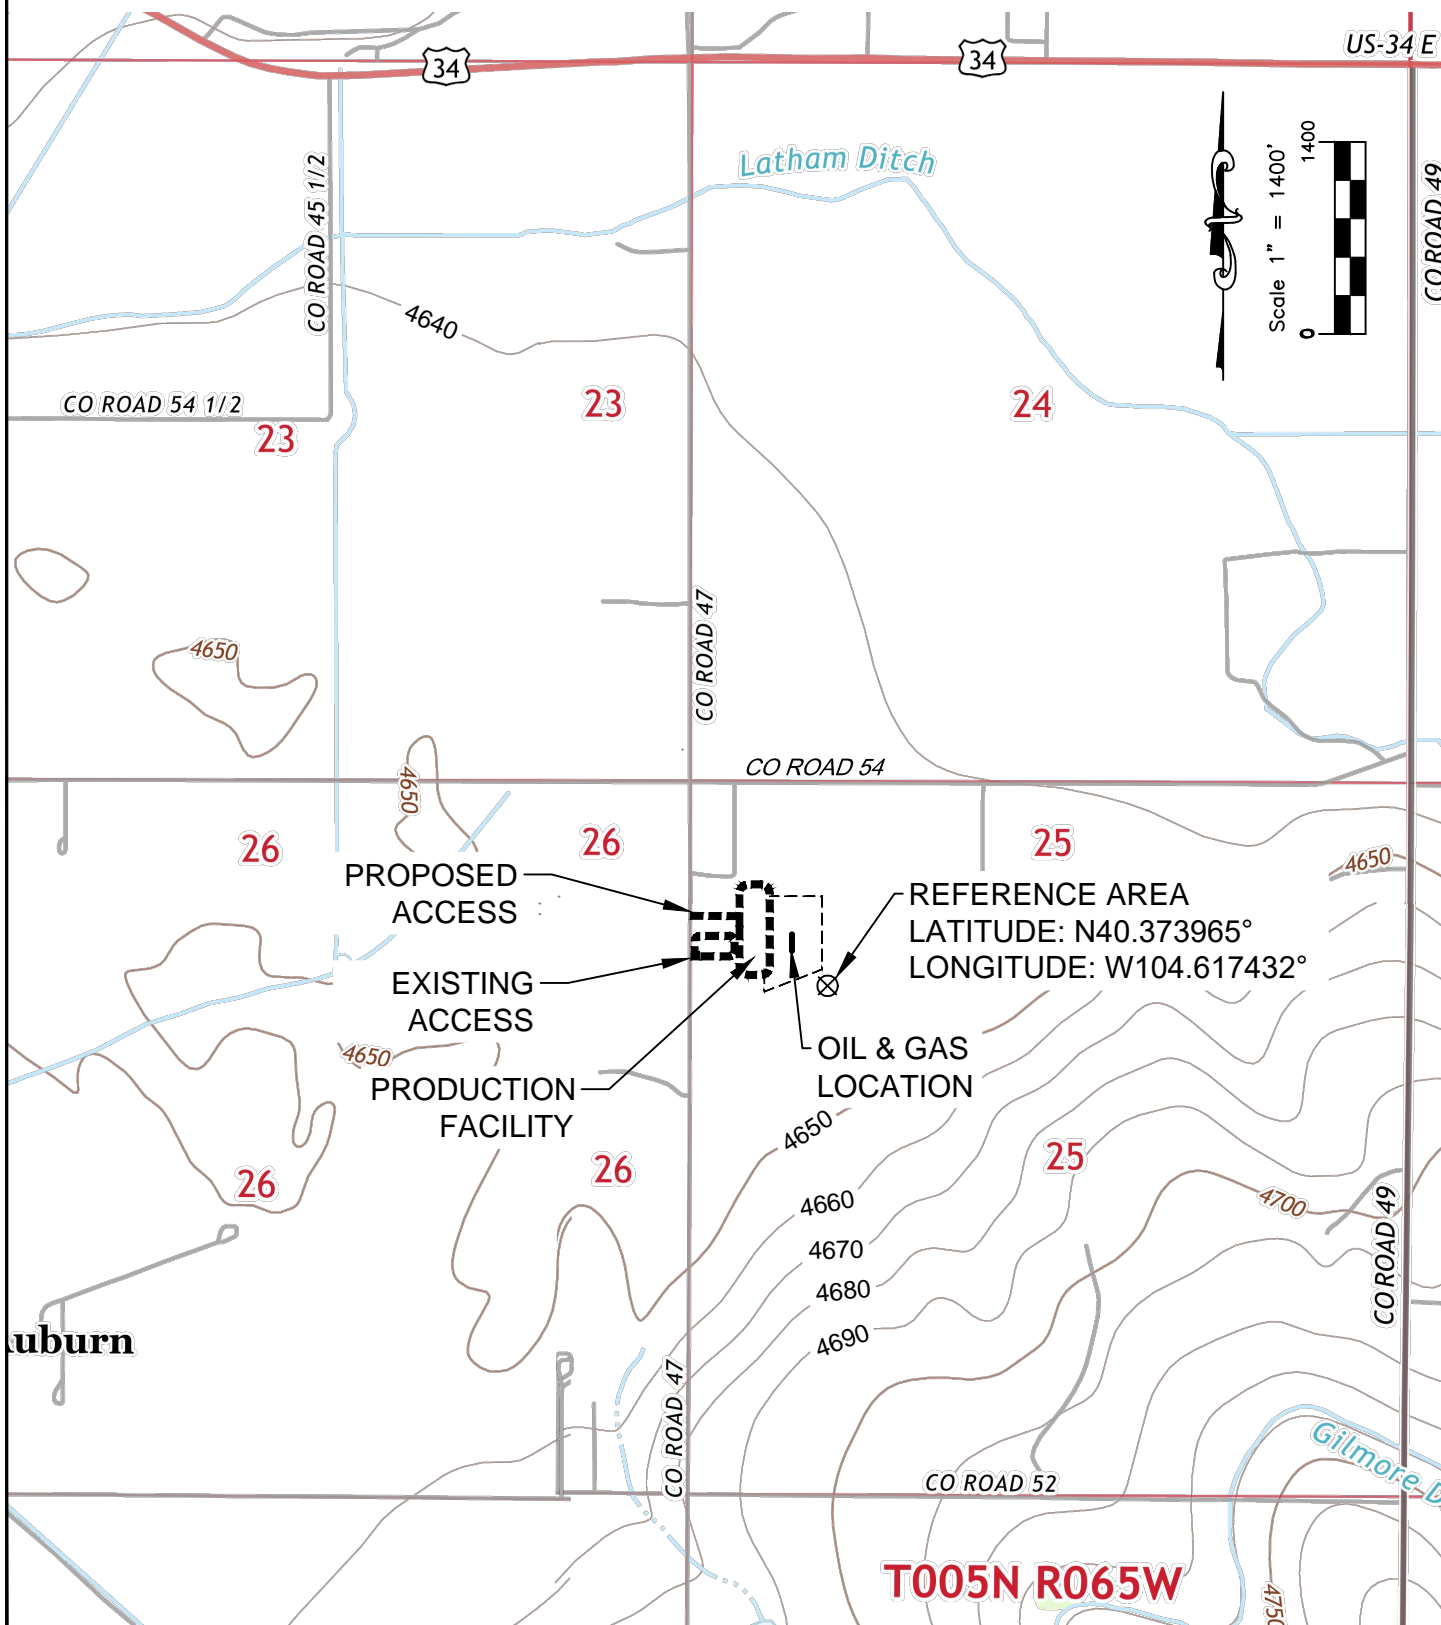 US-34 E
34
34
Latham Ditch
CO ROAD 45 1/2
Scale 1" = 1400'
0
1400
CO ROAD 49
4640
CO ROAD 54 1/2
23
23
24
4650
CO ROAD 47
CO ROAD 54
4650
26
26
25
4650
PROPOSED
ACCESS
REFERENCE AREA
LATITUDE: N40.373965°
LONGITUDE: W104.617432°
EXISTING
ACCESS
4650
OIL & GAS
LOCATION
PRODUCTION
FACILITY
4650
26
26
25
4660
4700
4670
4680
4690
CO ROAD 49
uburn
CO ROAD 47
Gilmore D
CO ROAD 52
T005N R065W
4750